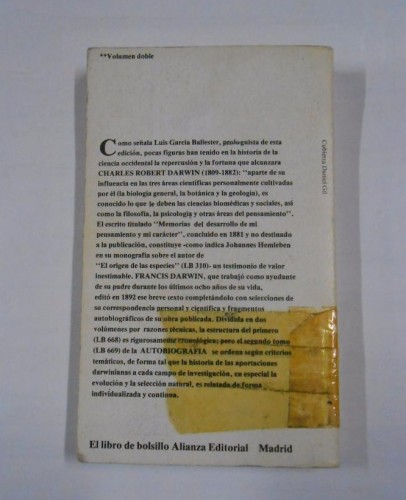 **Volumen doble
Como señala Luis García Ballester, prologuista de esta
edición, pocas figuras han tenido en la historia de la
ciencia occidental la repercusión y la fortuna que alcanzara
CHARLES ROBERT DARWIN (1809-1882): "aparte de su
influencia en las tres áreas científicas personalmente cultivadas
por él (la biología general, la botánica y la geología), es
conocido lo que le deben las ciencias biomédicas y sociales, así
como la filosofía, la psicología y otras áreas del pensamiento".
El escrito titulado "Memorias del desarrollo de mi
pensamiento y mi carácter", concluido en 1881 y no destinado
a la publicación, constituye -como indica Johannes Hemleben
en su monografía sobre el autor de
"El origen de las especies" (LB 310)- un testimonio de valor
inestimable. FRANCIS DARWIN, que trabajó como ayudante
de su padre durante los últimos ocho años de su vida,
editó en 1892 ese breve texto completándolo con selecciones de
su correspondencia personal y científica y fragmentos
autobiográficos de su obra publicada. Dividida en dos
volúmenes por razones técnicas, la estructura del primero
(LB 668) es rigurosamente cronológica; pero el segundo tomo
(LB 669) de la AUTOBIOGRAFIA se ordena según criterios
temáticos, de forma tal que la historia de las aportaciones
darwinianas a cada campo de investigación, en especial la
evolución y la selección natural, es relatada de forma
individualizada y continua.
El libro de bolsillo Alianza Editorial Madrid
Cubierta Daniel Gil